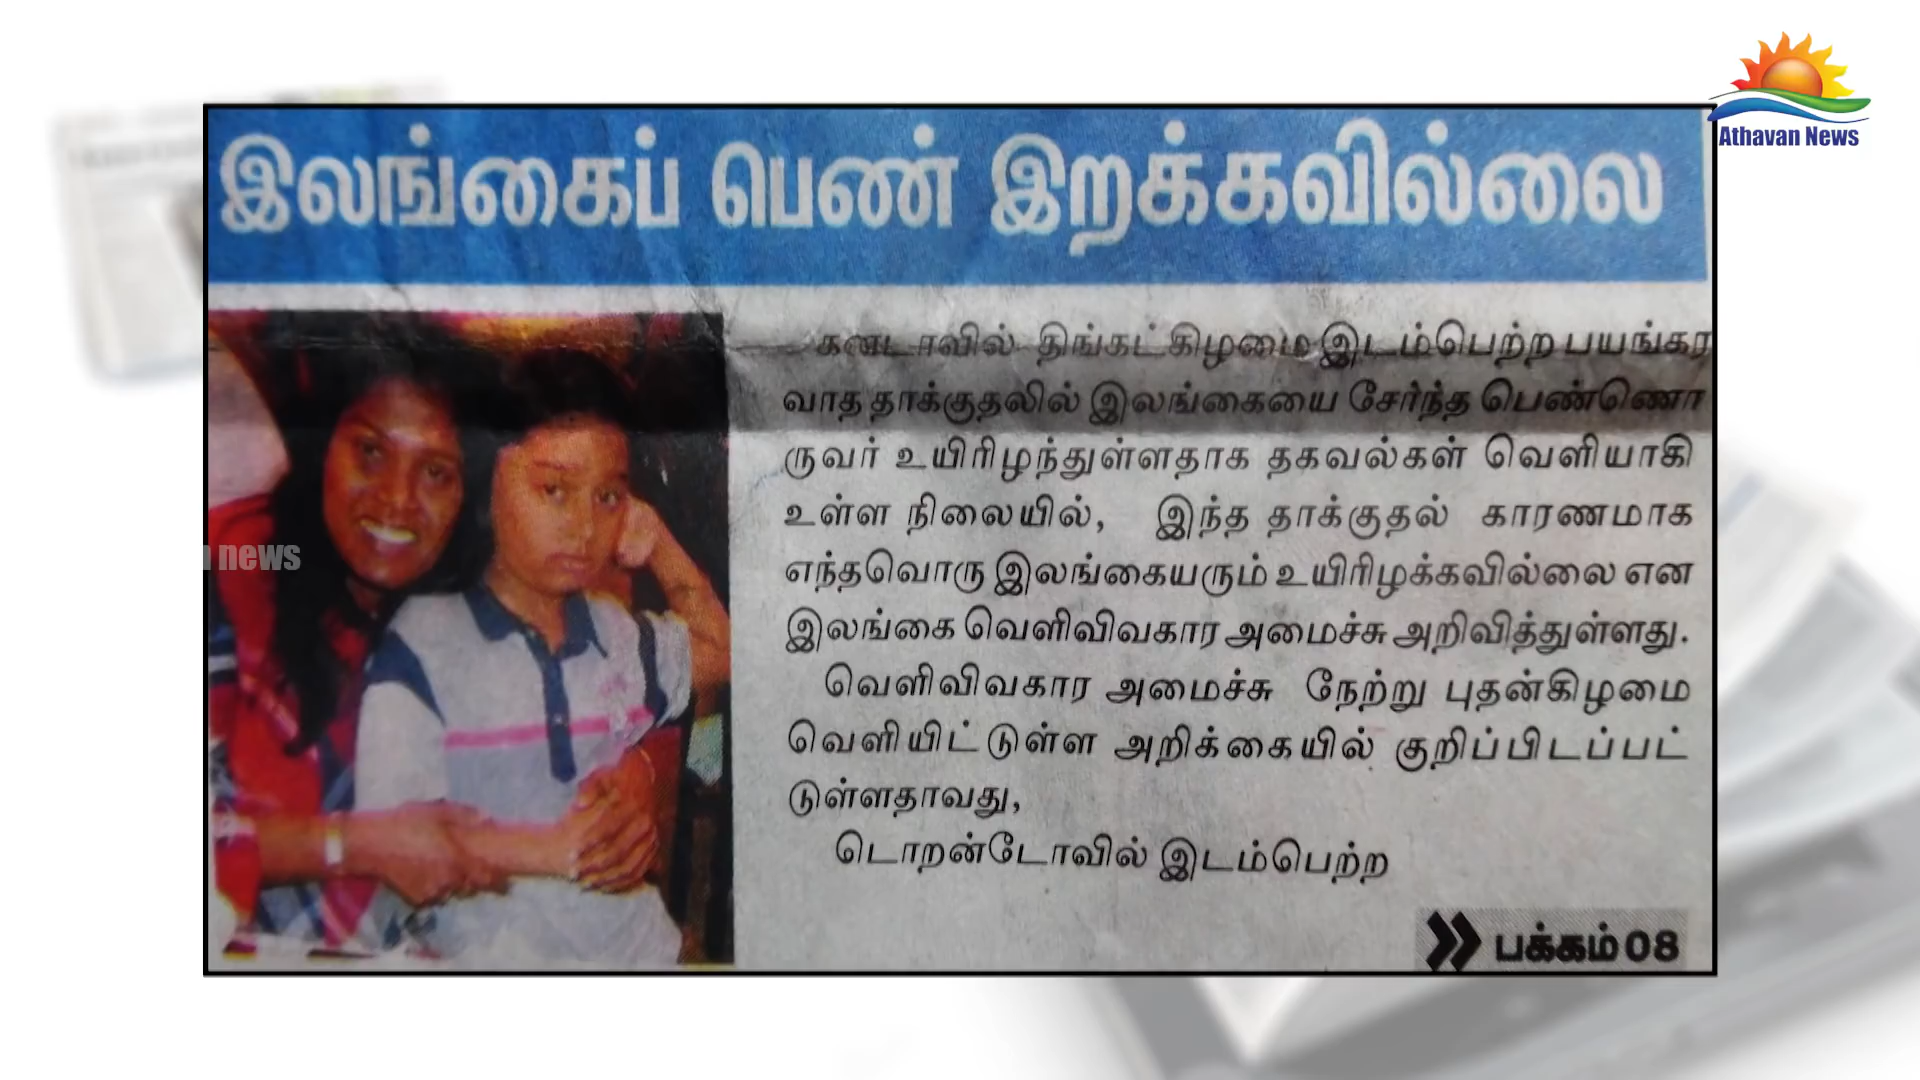 Athavan News
இலங்கைப் பெண் இறக்கவில்லை
கனடாவில் திங்கட்கிழமை இடம்பெற்ற பயங்கர
வாத தாக்குதலில் இலங்கையை சேர்ந்த பெண்ணொ
ருவர் உயிரிழந்துள்ளதாக தகவல்கள் வெளியாகி
உள்ள நிலையில், இந்த தாக்குதல் காரணமாக
எந்தவொரு இலங்கையரும் உயிரிழக்கவில்லை என
இலங்கை வெளிவிவகார அமைச்சு அறிவித்துள்ளது.
வெளிவிவகார அமைச்சு நேற்று புதன்கிழமை
வெளியிட்டுள்ள அறிக்கையில் குறிப்பிடப்பட்
டுள்ளதாவது,
டொறன்டோவில் இடம்பெற்ற
பக்கம் 08
news